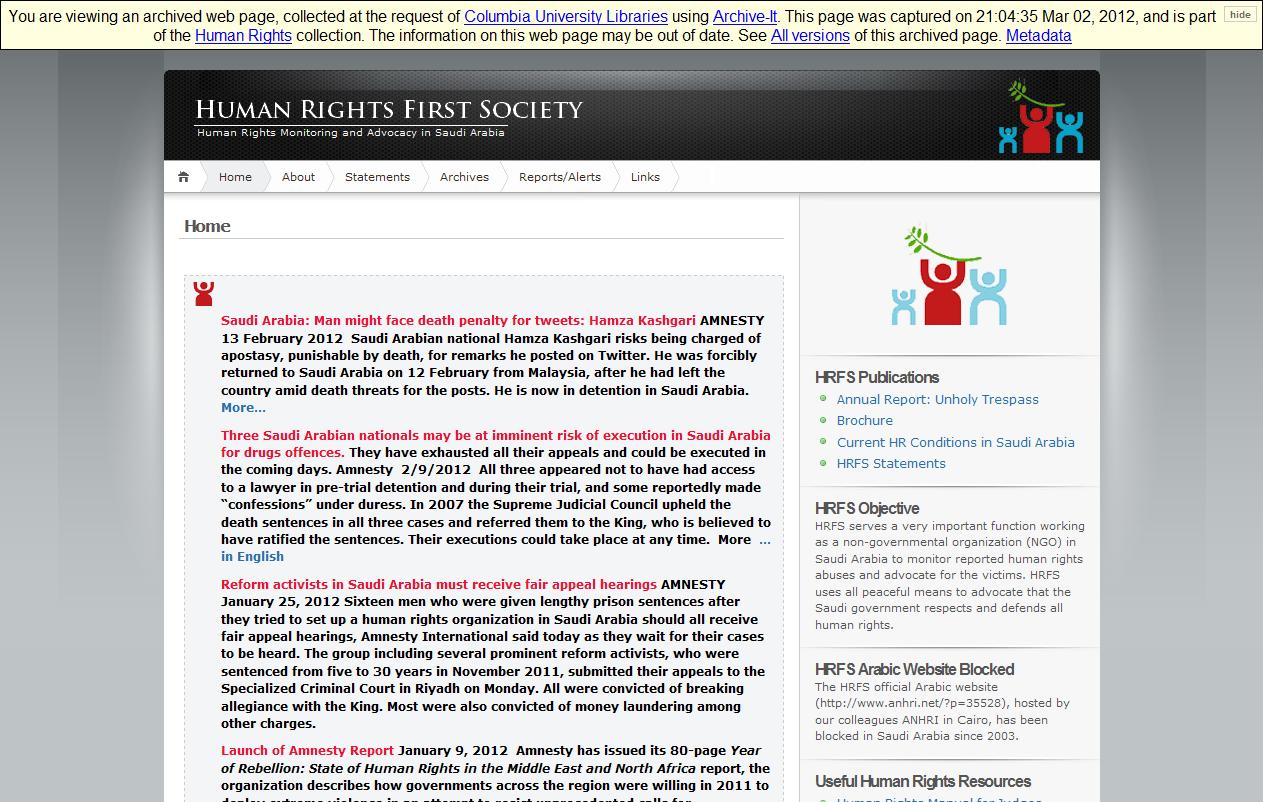 You are viewing an archived web page, collected at the request of Columbia University Libraries using Archive-It. This page was captured on 21:04:35 Mar 02, 2012, and is part
of the Human Rights collection. The information on this web page may be out of date. See All versions of this archived page. Metadata
hide
Human Rights First Society
Human Rights Monitoring and Advocacy in Saudi Arabia
Home
About
Statements
Archives
Reports/Alerts
Links
Home
Saudi Arabia: Man might face death penalty for tweets: Hamza Kashgari AMNESTY
13 February 2012  Saudi Arabian national Hamza Kashgari risks being charged of
apostasy, punishable by death, for remarks he posted on Twitter. He was forcibly
returned to Saudi Arabia on 12 February from Malaysia, after he had left the
country amid death threats for the posts. He is now in detention in Saudi Arabia.
More...
Three Saudi Arabian nationals may be at imminent risk of execution in Saudi Arabia
for drugs offences. They have exhausted all their appeals and could be executed in
the coming days. Amnesty  2/9/2012  All three appeared not to have had access
to a lawyer in pre-trial detention and during their trial, and some reportedly made
“confessions” under duress. In 2007 the Supreme Judicial Council upheld the
death sentences in all three cases and referred them to the King, who is believed to
have ratified the sentences. Their executions could take place at any time.  More  ...
in English
Reform activists in Saudi Arabia must receive fair appeal hearings AMNESTY
January 25, 2012 Sixteen men who were given lengthy prison sentences after
they tried to set up a human rights organization in Saudi Arabia should all receive
fair appeal hearings, Amnesty International said today as they wait for their cases
to be heard. The group including several prominent reform activists, who were
sentenced from five to 30 years in November 2011, submitted their appeals to the
Specialized Criminal Court in Riyadh on Monday. All were convicted of breaking
allegiance with the King. Most were also convicted of money laundering among
other charges.
Launch of Amnesty Report January 9, 2012  Amnesty has issued its 80-page Year
of Rebellion: State of Human Rights in the Middle East and North Africa report, the
organization describes how governments across the region were willing in 2011 to
deploy extreme violence in an attempt to resist unprecedented calls for
HRFS Publications
Annual Report: Unholy Trespass
Brochure
Current HR Conditions in Saudi Arabia
HRFS Statements
HRFS Objective
HRFS serves a very important function working
as a non-governmental organization (NGO) in
Saudi Arabia to monitor reported human rights
abuses and advocate for the victims. HRFS
uses all peaceful means to advocate that the
Saudi government respects and defends all
human rights.
HRFS Arabic Website Blocked
The HRFS official Arabic website
(http://www.anhri.net/?p=35528), hosted by
our colleagues ANHRI in Cairo, has been
blocked in Saudi Arabia since 2003.
Useful Human Rights Resources
Human Rights Manual for Judges